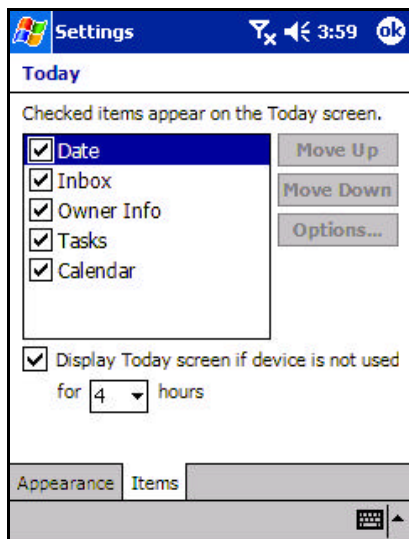 Settings 3:59 ok
Today
Checked items appear on the Today screen.
Date
Inbox
Owner Info
Tasks
Calendar
Move Up
Move Down
Options...
Display Today screen if device is not used
for 4 hours
Appearance Items